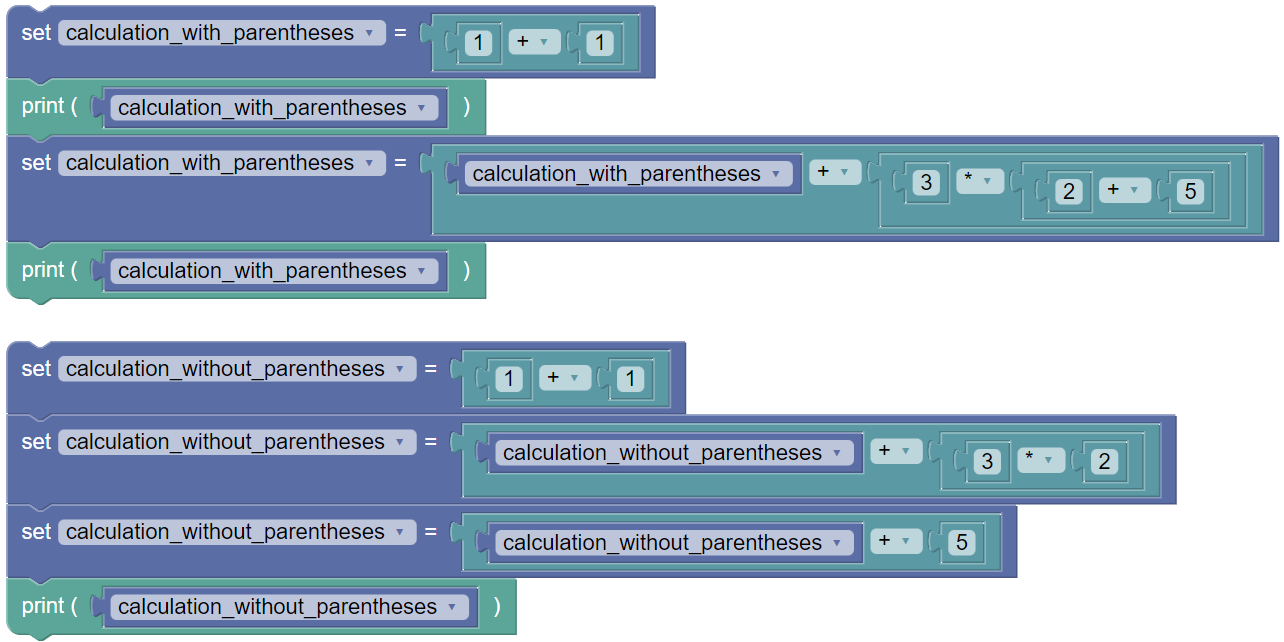 set calculation_with_parentheses = 1 + 1
print ( calculation_with_parentheses )
set calculation_with_parentheses = calculation_with_parentheses + 3 * 2 + 5
print ( calculation_with_parentheses )
set calculation_without_parentheses = 1 + 1
set calculation_without_parentheses = calculation_without_parentheses + 3 * 2
set calculation_without_parentheses = calculation_without_parentheses + 5
print ( calculation_without_parentheses )